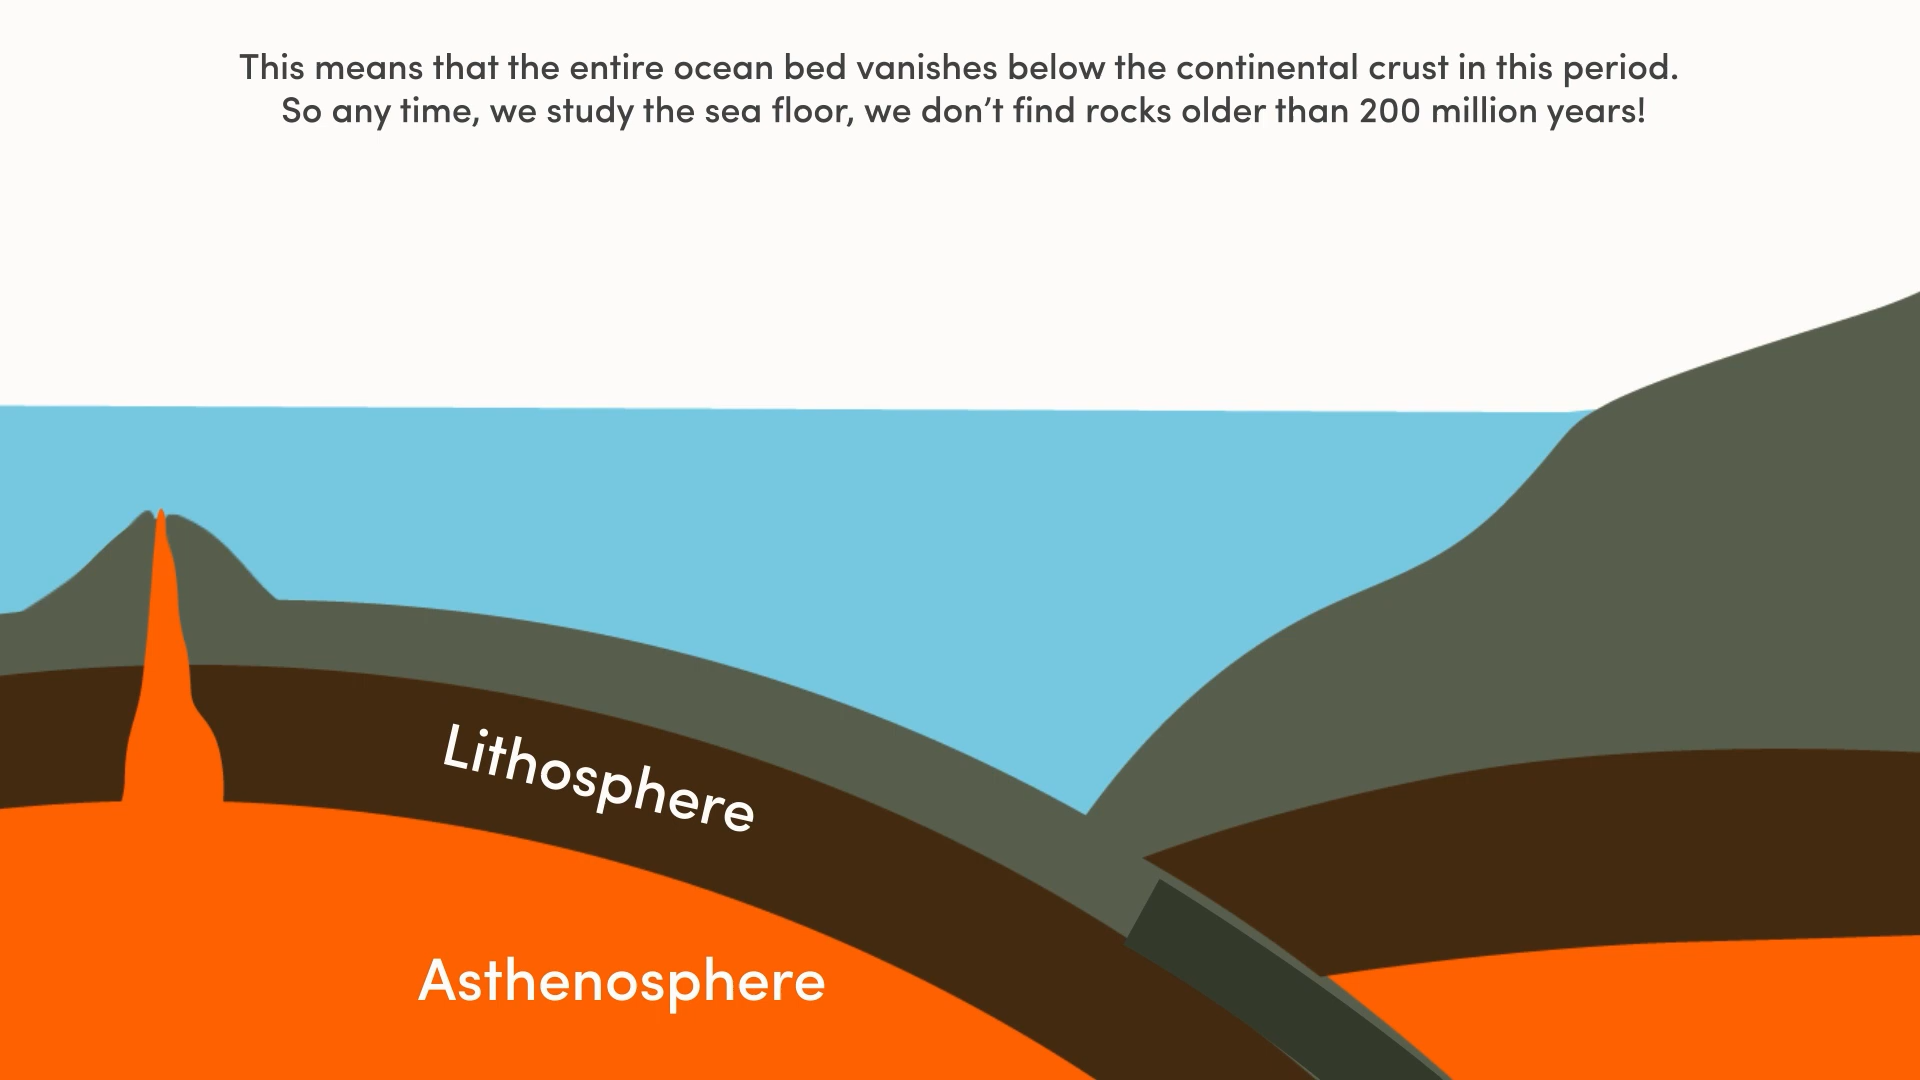 This means that the entire ocean bed vanishes below the continental crust in this period.
So any time, we study the sea floor, we don’t find rocks older than 200 million years!
Lithosphere
Asthenosphere